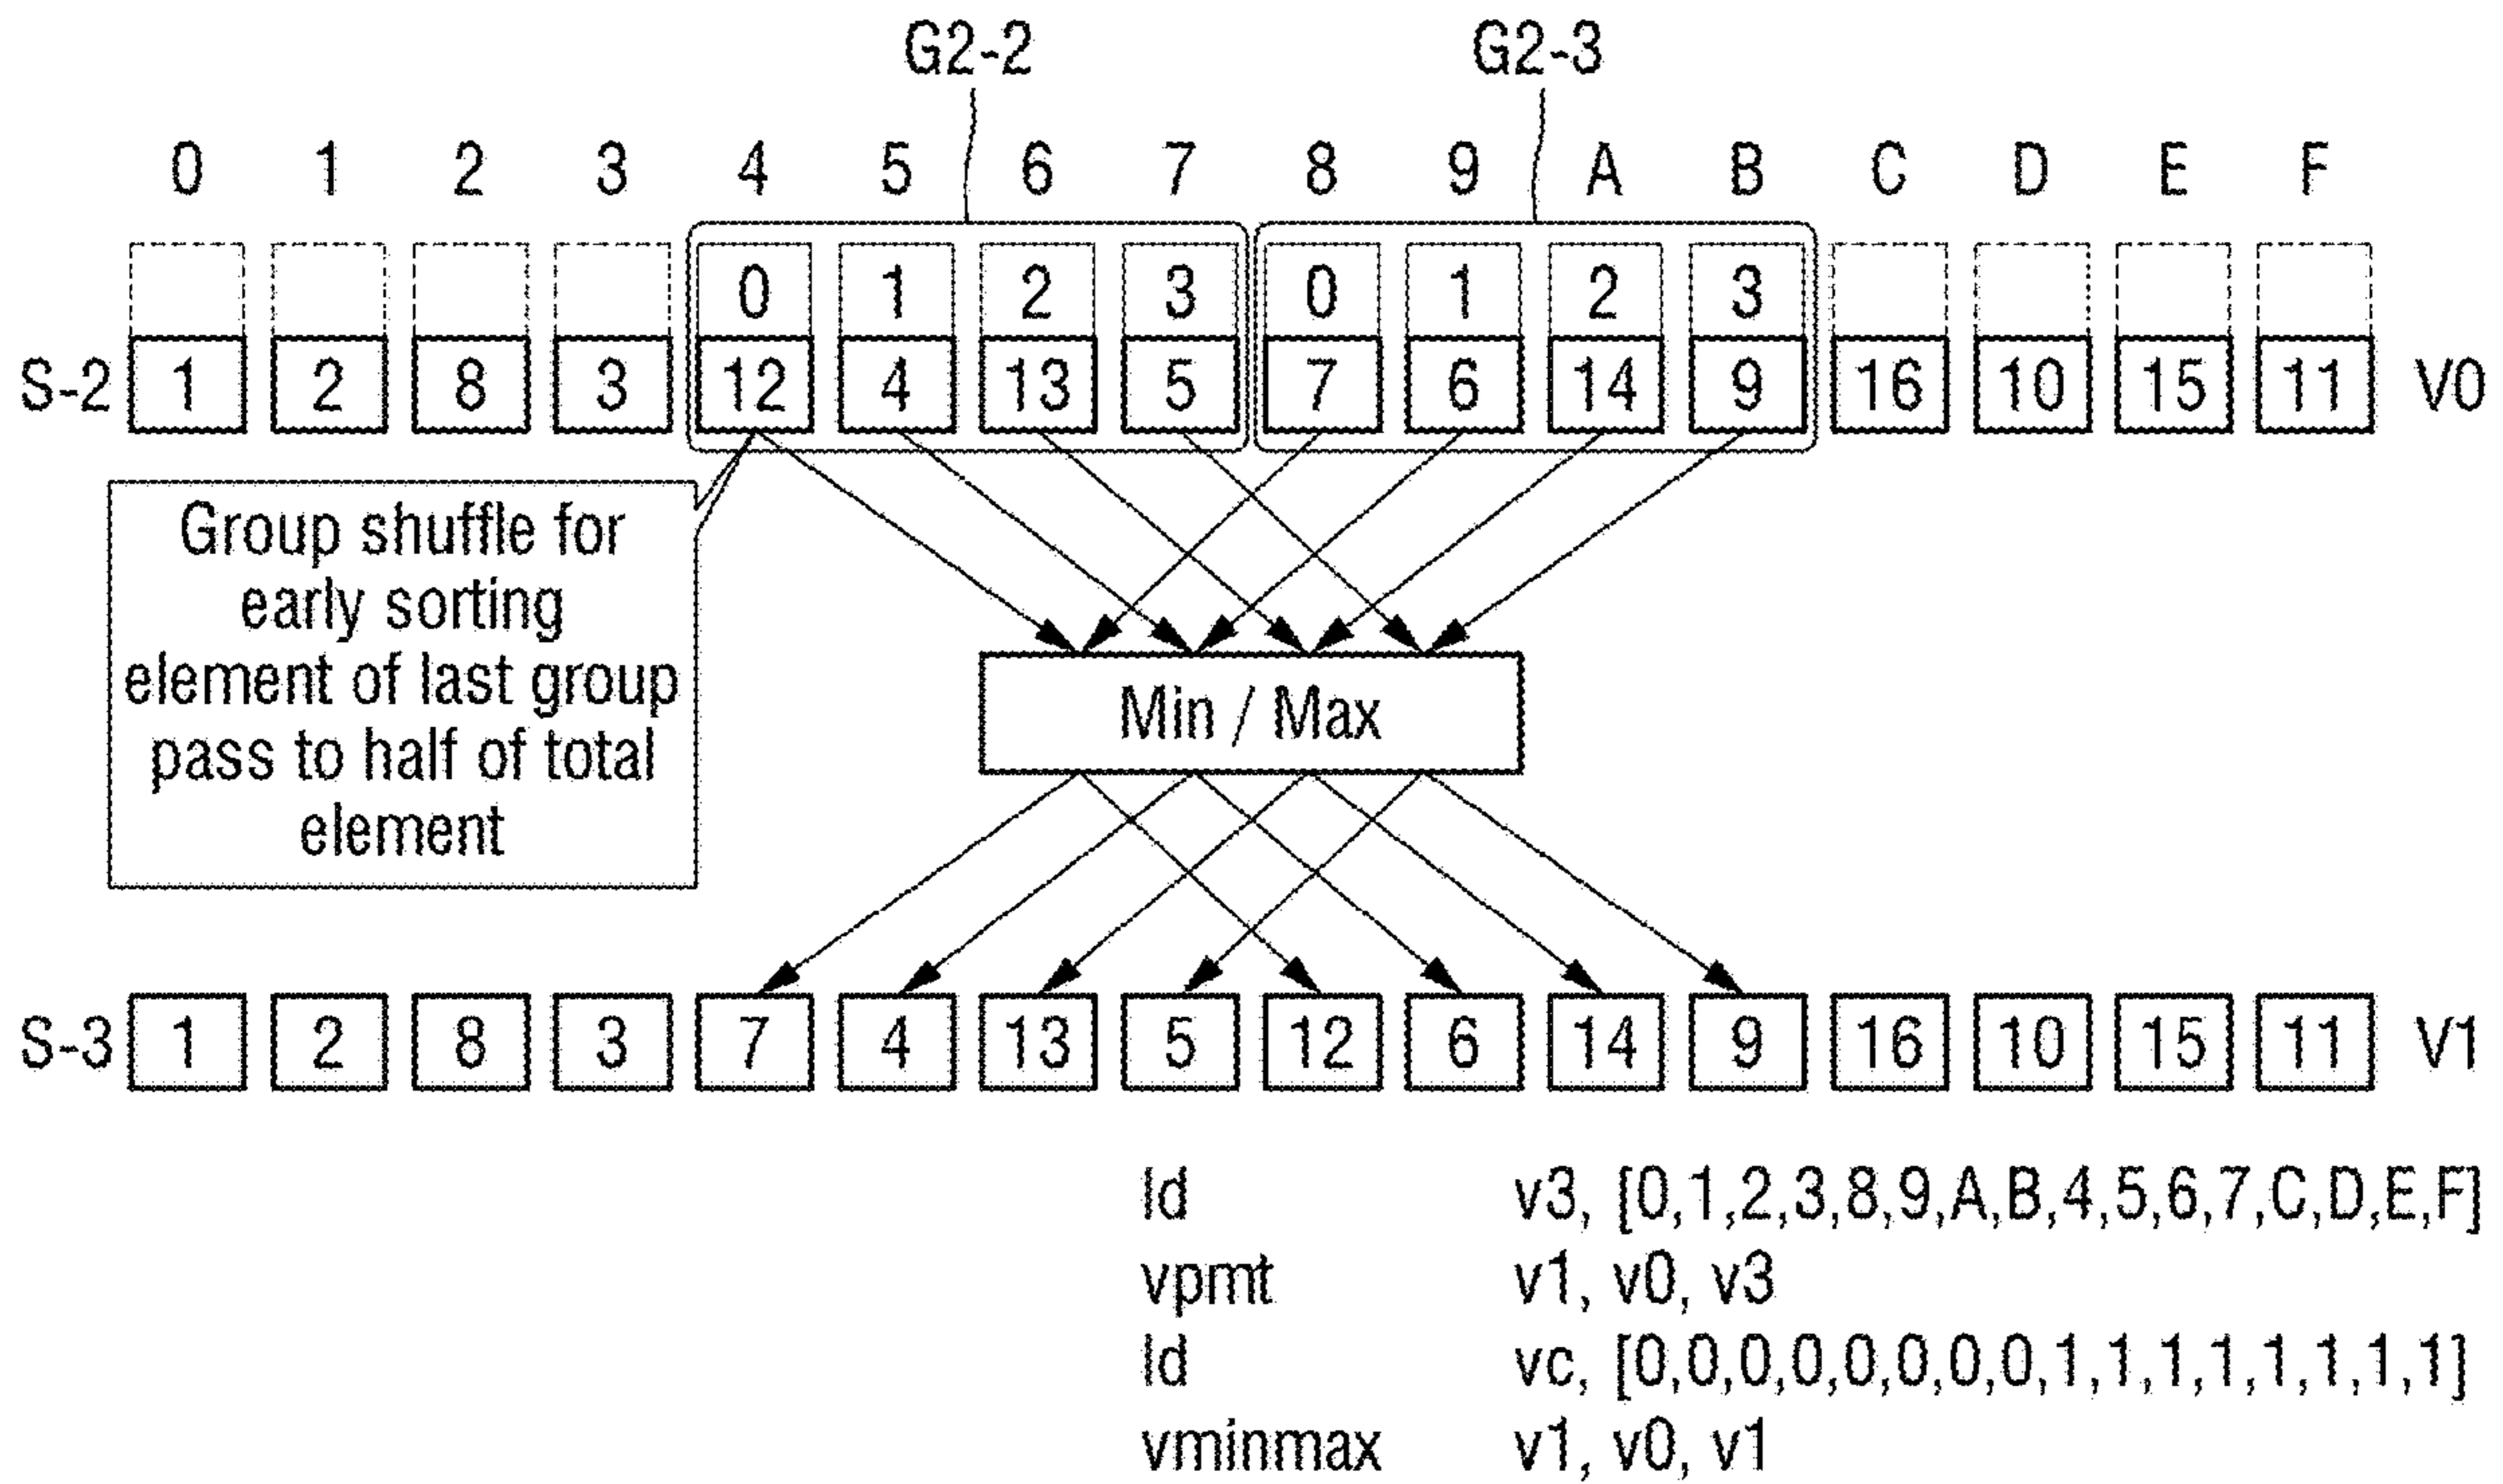 G2-2 G2-3
0 1 2 3 4 5 6 7 8 9 A B C D E F
0 1 2 3 0 1 2 3
S-2 1 2 8 3 12 4 13 5 7 6 14 9 16 10 15 11 V0
Group shuffle for
early sorting
element of last group
pass to half of total
element
Min / Max
S-3 1 2 8 3 7 4 13 5 12 6 14 9 16 10 15 11 V1
ld v3, [0,1,2,3,8,9,A,B,4,5,6,7,C,D,E,F]
vpmt v1, v0, v3
ld vc, [0,0,0,0,0,0,0,0,1,1,1,1,1,1,1,1]
vminmax v1, v0, v1